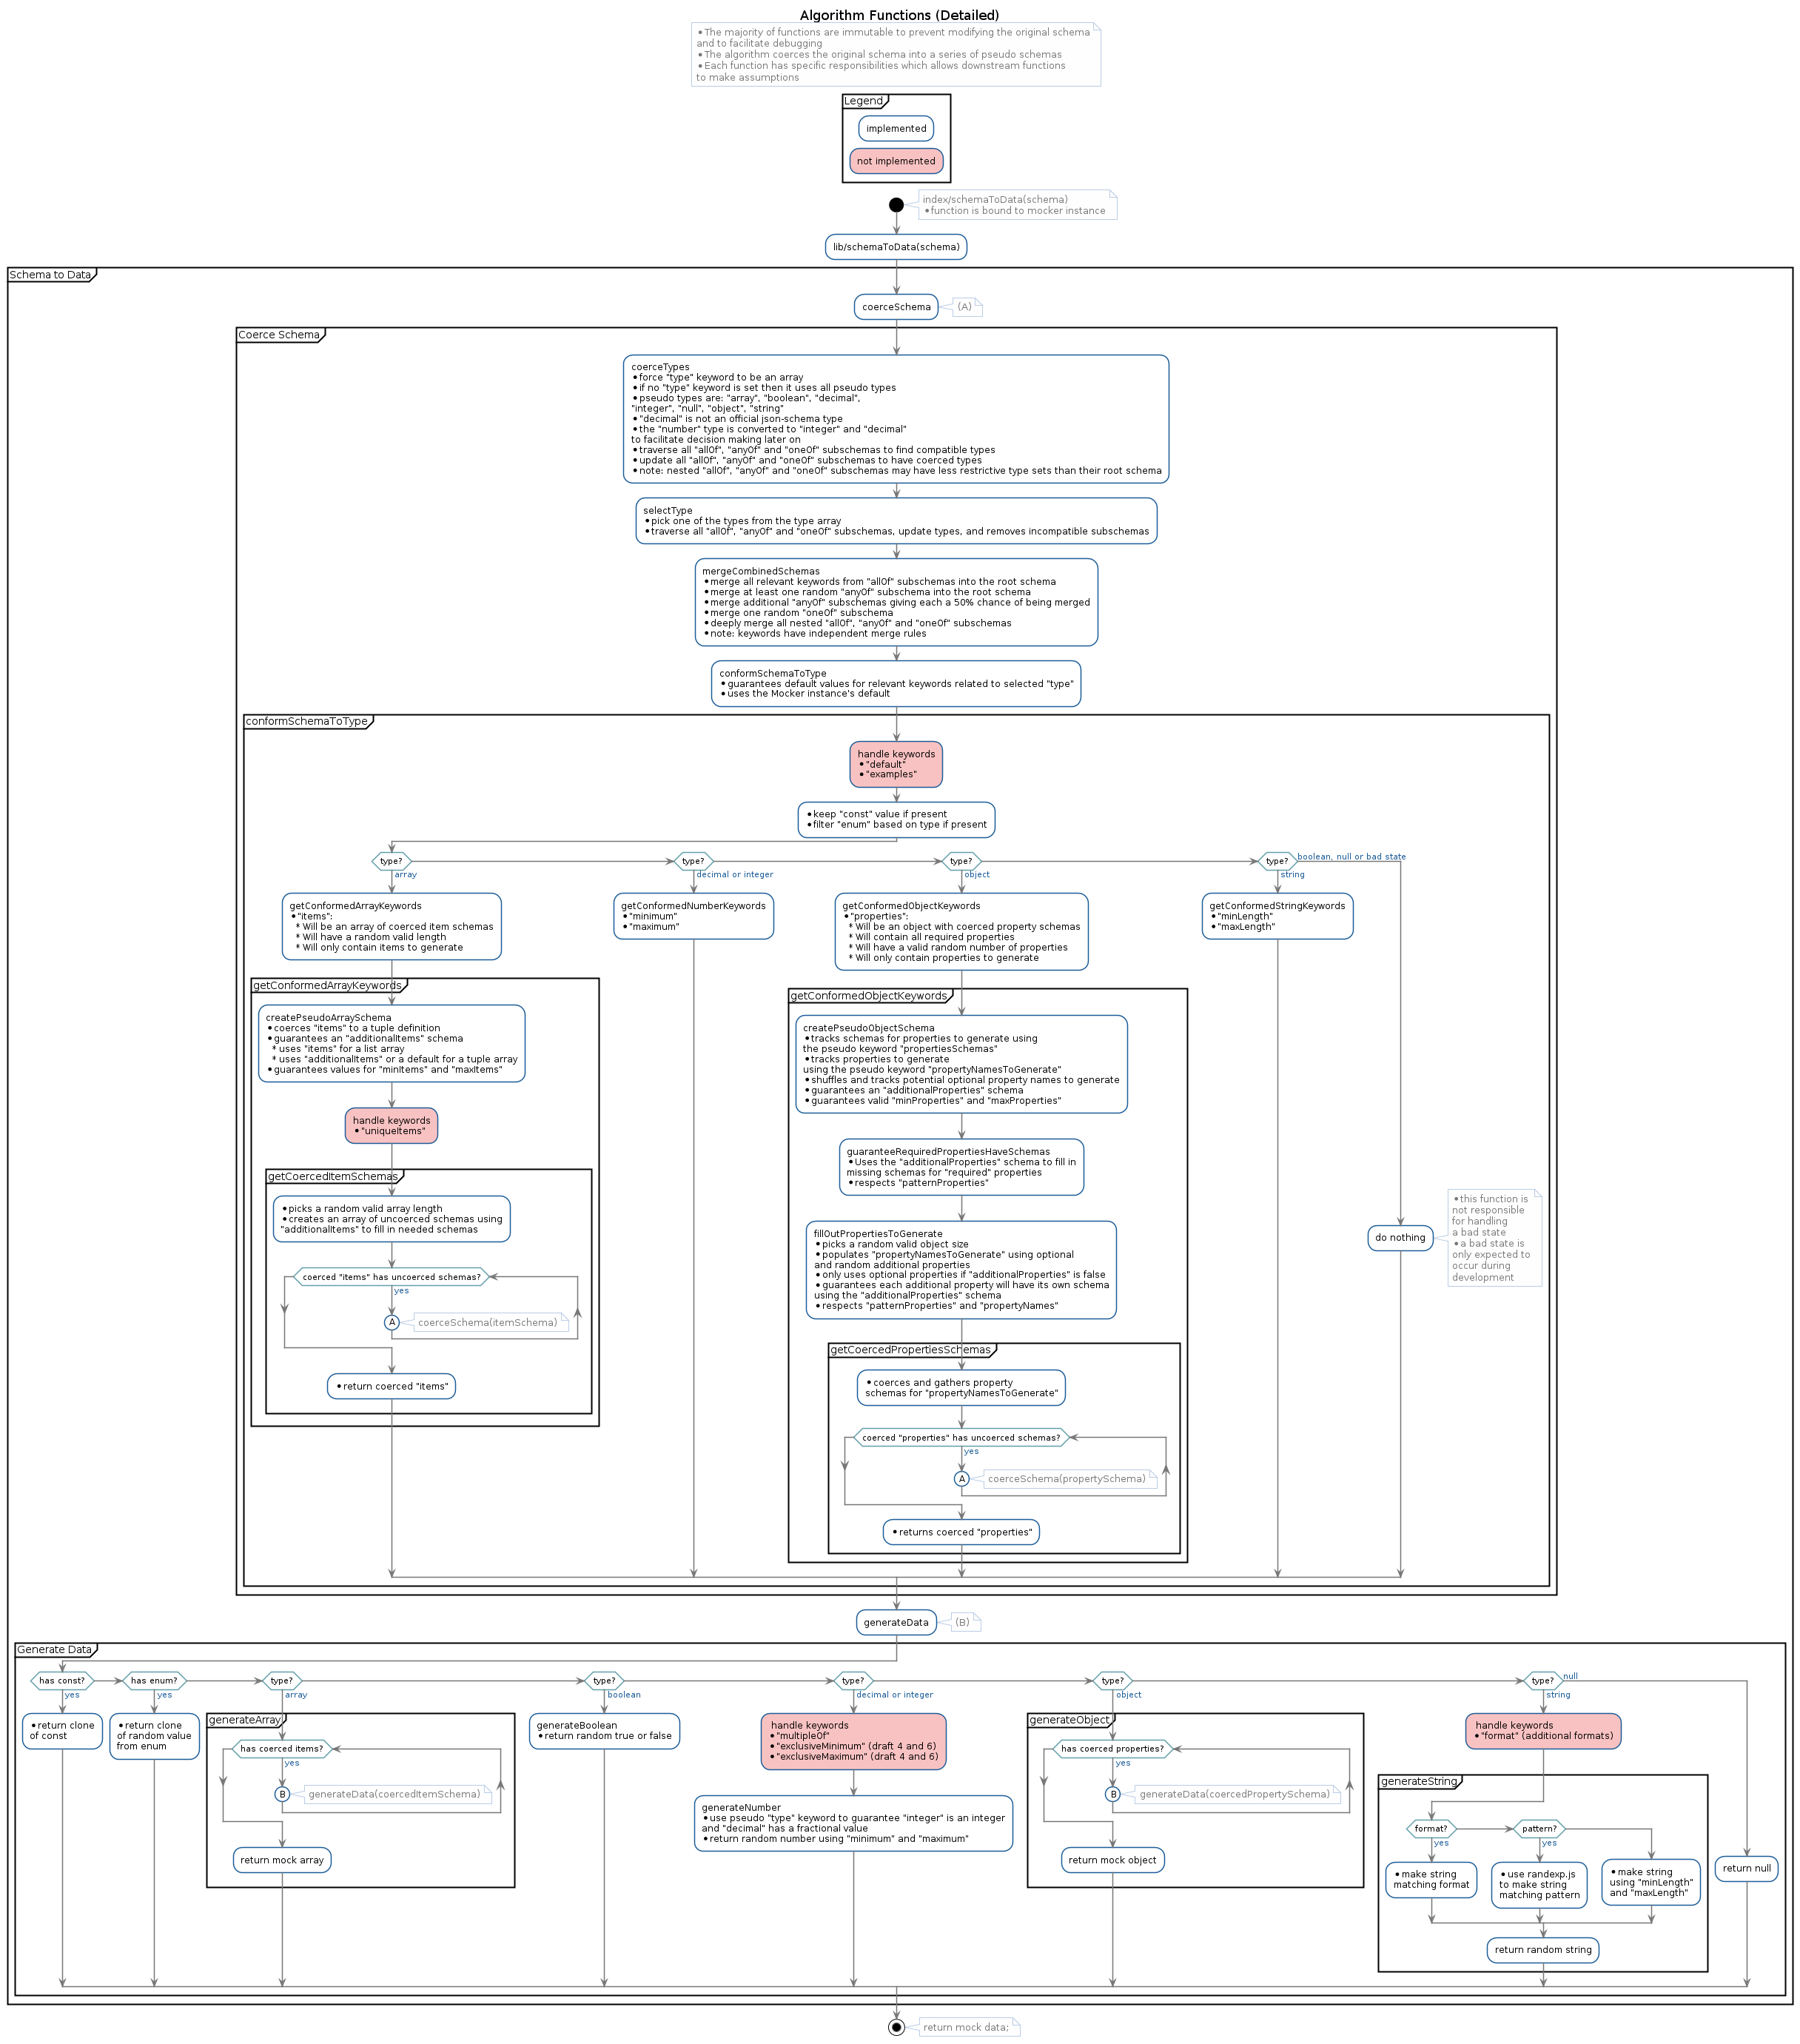 Algorithm Functions (Detailed)
•The majority of functions are immutable to prevent modifying the original schema
and to facilitate debugging
•The algorithm coerces the original schema into a series of pseudo schemas
•Each function has specific responsibilities which allows downstream functions
to make assumptions
Legend
implemented
not implemented
index/schemaToData(schema)
•function is bound to mocker instance
lib/schemaToData(schema)
Schema to Data
coerceSchema
(A)
Coerce Schema
coerceTypes
•force "type" keyword to be an array
•if no "type" keyword is set then it uses all pseudo types
•pseudo types are: "array", "boolean", "decimal",
"integer", "null", "object", "string"
•"decimal" is not an official json-schema type
•the "number" type is converted to "integer" and "decimal"
to facilitate decision making later on
•traverse all "allOf", "anyOf" and "oneOf" subschemas to find compatible types
•update all "allOf", "anyOf" and "oneOf" subschemas to have coerced types
•note: nested "allOf", "anyOf" and "oneOf" subschemas may have less restrictive type sets than their root schema
selectType
•pick one of the types from the type array
•traverse all "allOf", "anyOf" and "oneOf" subschemas, update types, and removes incompatible subschemas
mergeCombinedSchemas
•merge all relevant keywords from "allOf" subschemas into the root schema
•merge at least one random "anyOf" subschema into the root schema
•merge additional "anyOf" subschemas giving each a 50% chance of being merged
•merge one random "oneOf" subschema
•deeply merge all nested "allOf", "anyOf" and "oneOf" subschemas
•note: keywords have independent merge rules
conformSchemaToType
•guarantees default values for relevant keywords related to selected "type"
•uses the Mocker instance's default
conformSchemaToType
handle keywords
•"default"
•"examples"
•keep "const" value if present
•filter "enum" based on type if present
type?
array
type?
decimal or integer
type?
object
type?
string
boolean, null or bad state
getConformedArrayKeywords
•"items":
* Will be an array of coerced item schemas
* Will have a random valid length
* Will only contain items to generate
getConformedNumberKeywords
•"minimum"
•"maximum"
getConformedObjectKeywords
•"properties":
* Will be an object with coerced property schemas
* Will contain all required properties
* Will have a valid random number of properties
* Will only contain properties to generate
getConformedStringKeywords
•"minLength"
•"maxLength"
getConformedArrayKeywords
createPseudoArraySchema
•coerces "items" to a tuple definition
•guarantees an "additionalItems" schema
* uses "items" for a list array
* uses "additionalItems" or a default for a tuple array
•guarantees values for "minItems" and "maxItems"
handle keywords
•"uniqueItems"
getCoercedItemSchemas
•picks a random valid array length
•creates an array of uncoerced schemas using
"additionalItems" to fill in needed schemas
coerced "items" has uncoerced schemas?
yes
A
coerceSchema(itemSchema)
•return coerced "items"
getConformedObjectKeywords
createPseudoObjectSchema
•tracks schemas for properties to generate using
the pseudo keyword "propertiesSchemas"
•tracks properties to generate
using the pseudo keyword "propertyNamesToGenerate"
•shuffles and tracks potential optional property names to generate
•guarantees an "additionalProperties" schema
•guarantees valid "minProperties" and "maxProperties"
guaranteeRequiredPropertiesHaveSchemas
•Uses the "additionalProperties" schema to fill in
missing schemas for "required" properties
•respects "patternProperties"
fillOutPropertiesToGenerate
•picks a random valid object size
•populates "propertyNamesToGenerate" using optional
and random additional properties
•only uses optional properties if "additionalProperties" is false
•guarantees each additional property will have its own schema
using the "additionalProperties" schema
•respects "patternProperties" and "propertyNames"
getCoercedPropertiesSchemas
•coerces and gathers property
schemas for "propertyNamesToGenerate"
coerced "properties" has uncoerced schemas?
yes
A
coerceSchema(propertySchema)
•returns coerced "properties"
do nothing
•this function is
not responsible
for handling
a bad state
•a bad state is
only expected to
occur during
development
generateData
(B)
Generate Data
has const?
yes
has enum?
yes
type?
array
type?
boolean
type?
decimal or integer
type?
object
type?
string
null
•return clone
of const
•return clone
of random value
from enum
generateArray
has coerced items?
yes
B
generateData(coercedItemSchema)
return mock array
generateBoolean
•return random true or false
handle keywords
•"multipleOf"
•"exclusiveMinimum" (draft 4 and 6)
•"exclusiveMaximum" (draft 4 and 6)
generateNumber
•use pseudo "type" keyword to guarantee "integer" is an integer
and "decimal" has a fractional value
•return random number using "minimum" and "maximum"
generateObject
has coerced properties?
yes
B
generateData(coercedPropertySchema)
return mock object
handle keywords
•"format" (additional formats)
generateString
format?
yes
pattern?
yes
•make string
matching format
•use randexp.js
to make string
matching pattern
•make string
using "minLength"
and "maxLength"
return random string
return null
return mock data;